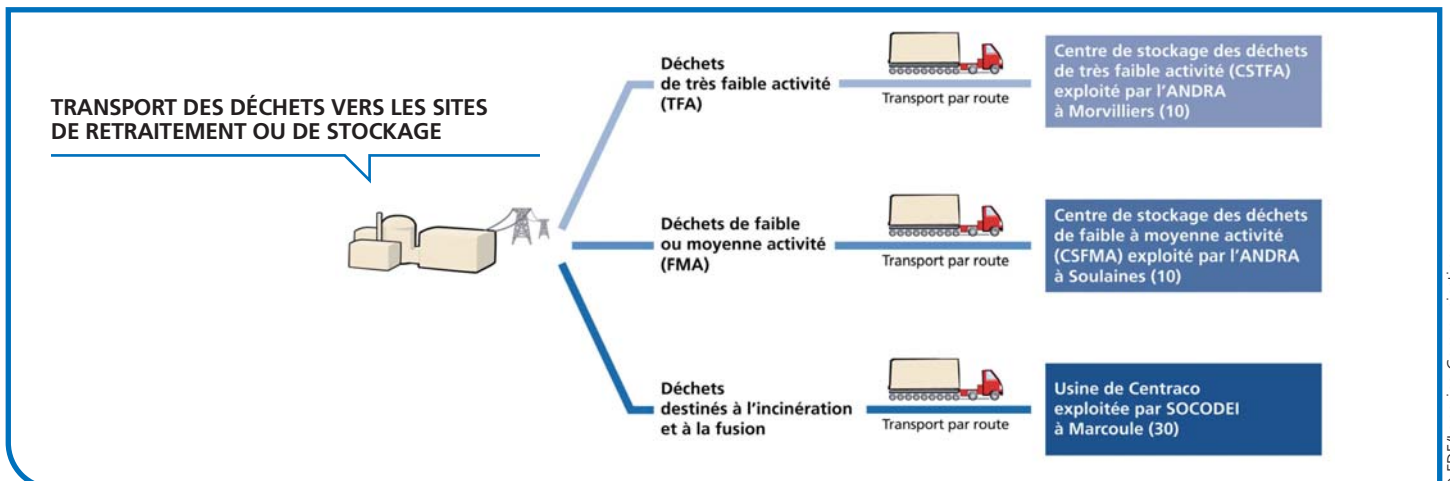 TRANSPORT DES DÉCHETS VERS LES SITES
DE RETRAITEMENT OU DE STOCKAGE
Déchets
de très faible activité
(TFA)
Transport par route
Centre de stockage des déchets
de très faible activité (CSTFA)
exploité par l'ANDRA
à Morvilliers (10)
Déchets de faible
ou moyenne activité
(FMA)
Transport par route
Centre de stockage des déchets
de faible à moyenne activité
(CSFMA) exploité par l'ANDRA
à Soulaines (10)
Déchets
destinés à l'incinération
et à la fusion
Transport par route
Usine de Centraco
exploitée par SOCODEI
à Marcoule (30)